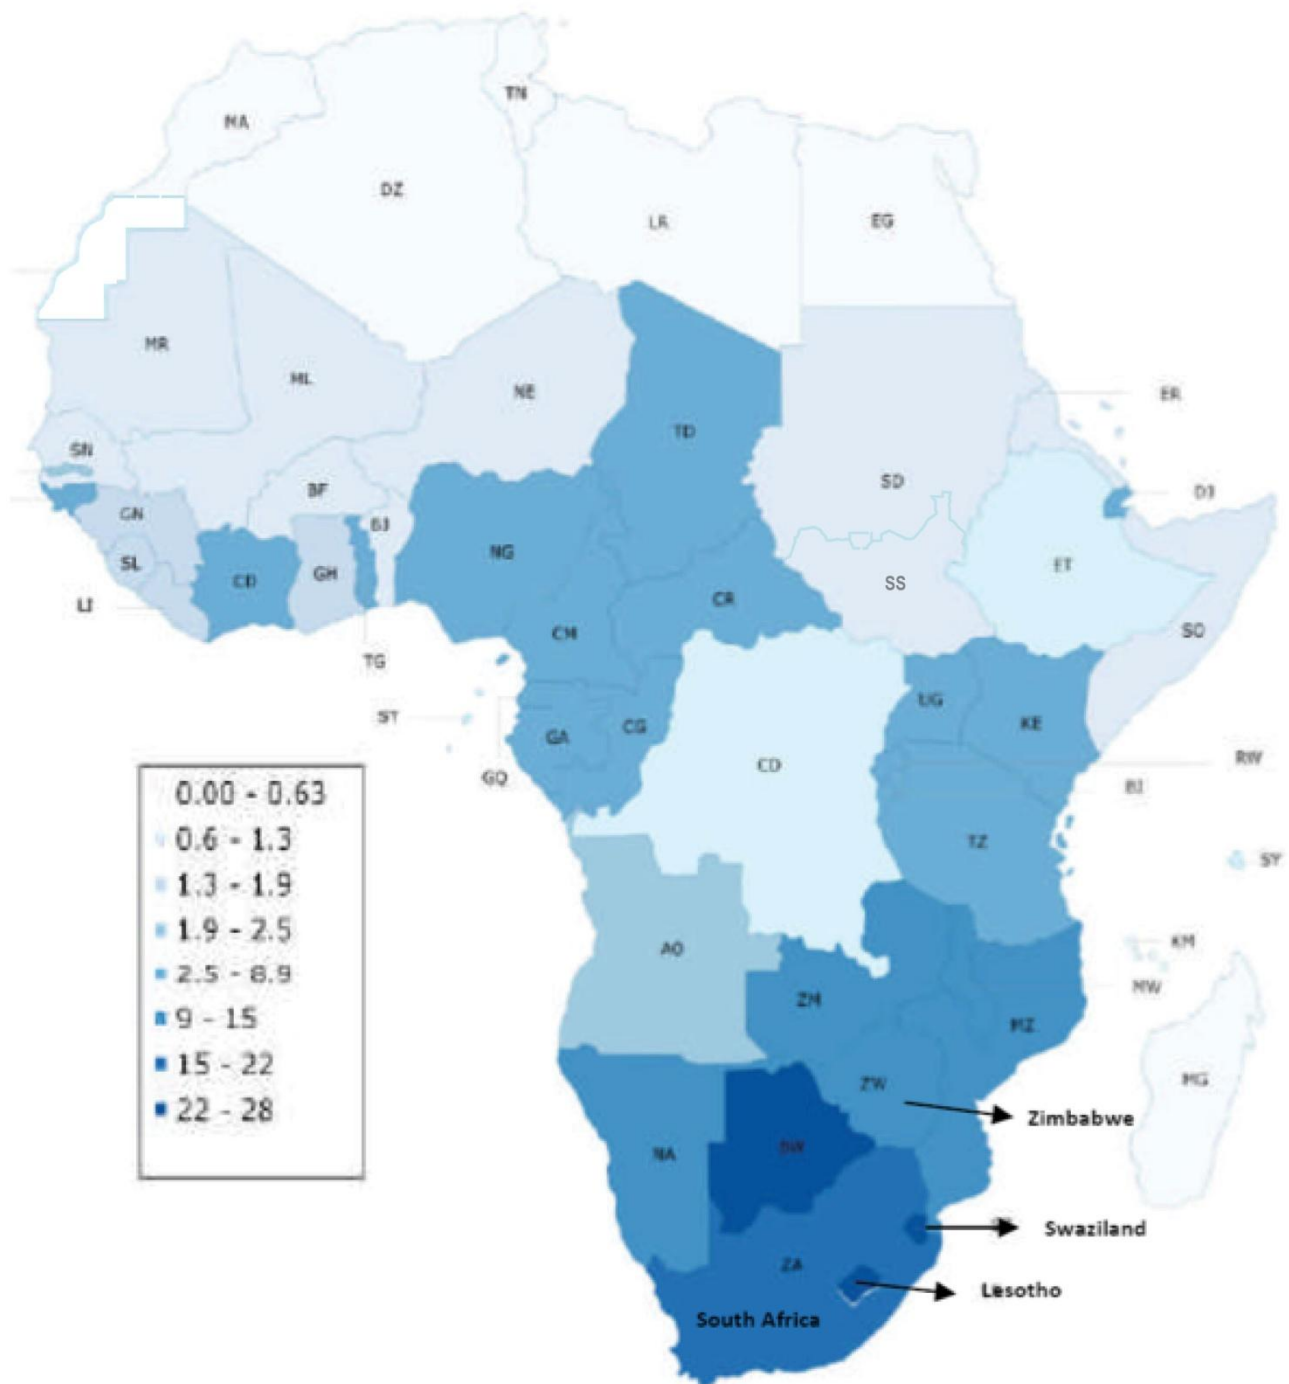 TN
MA
DZ
LR
EG
MR
ML
NE
ER
TD
SN
SD
BF
DJ
GN
BJ
NG
SL
ET
CD
GH
SS
CR
LI
SO
CM
TG
UG
ST
CG
KE
GA
RW
CD
GQ
BI
0.00 - 0.63
0.6 - 1.3
TZ
SY
1.3 - 1.9
1.9 - 2.5
AO
KM
2.5 - 8.9
MW
ZM
9 - 15
MZ
15 - 22
ZW
MG
22 - 28
Zimbabwe
BW
NA
Swaziland
ZA
Lesotho
South Africa